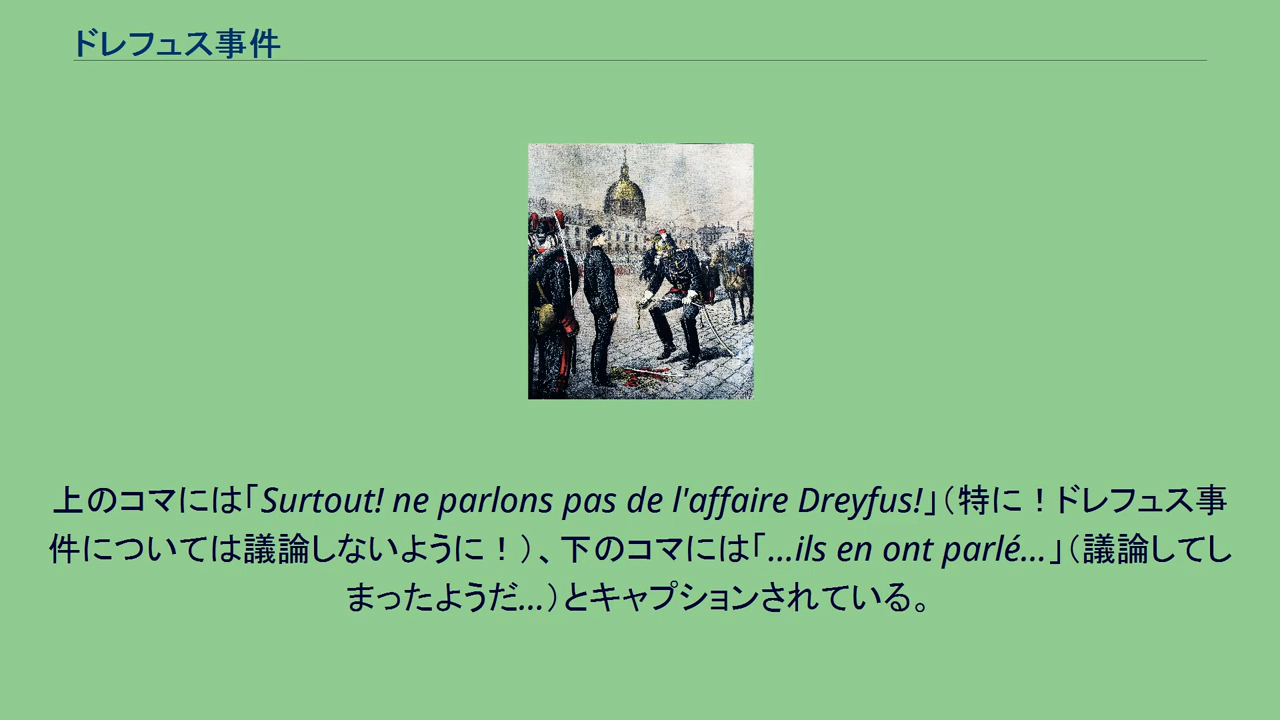 ドレフュス事件
上のコマには「Surtout! ne parlons pas de l'affaire Dreyfus!」（特に！ドレフュス事
件については議論しないように！）、下のコマには「...ils en ont parlé...」（議論してし
まったようだ...）とキャプションされている。